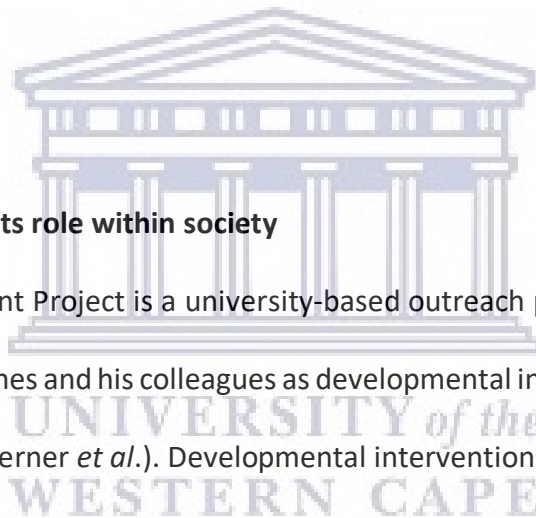 ts role within society
nt Project is a university-based outreach p
nes and his colleagues as developmental in
UNIVERSITY of the
erner et al.). Developmental intervention
WESTERN CAPE